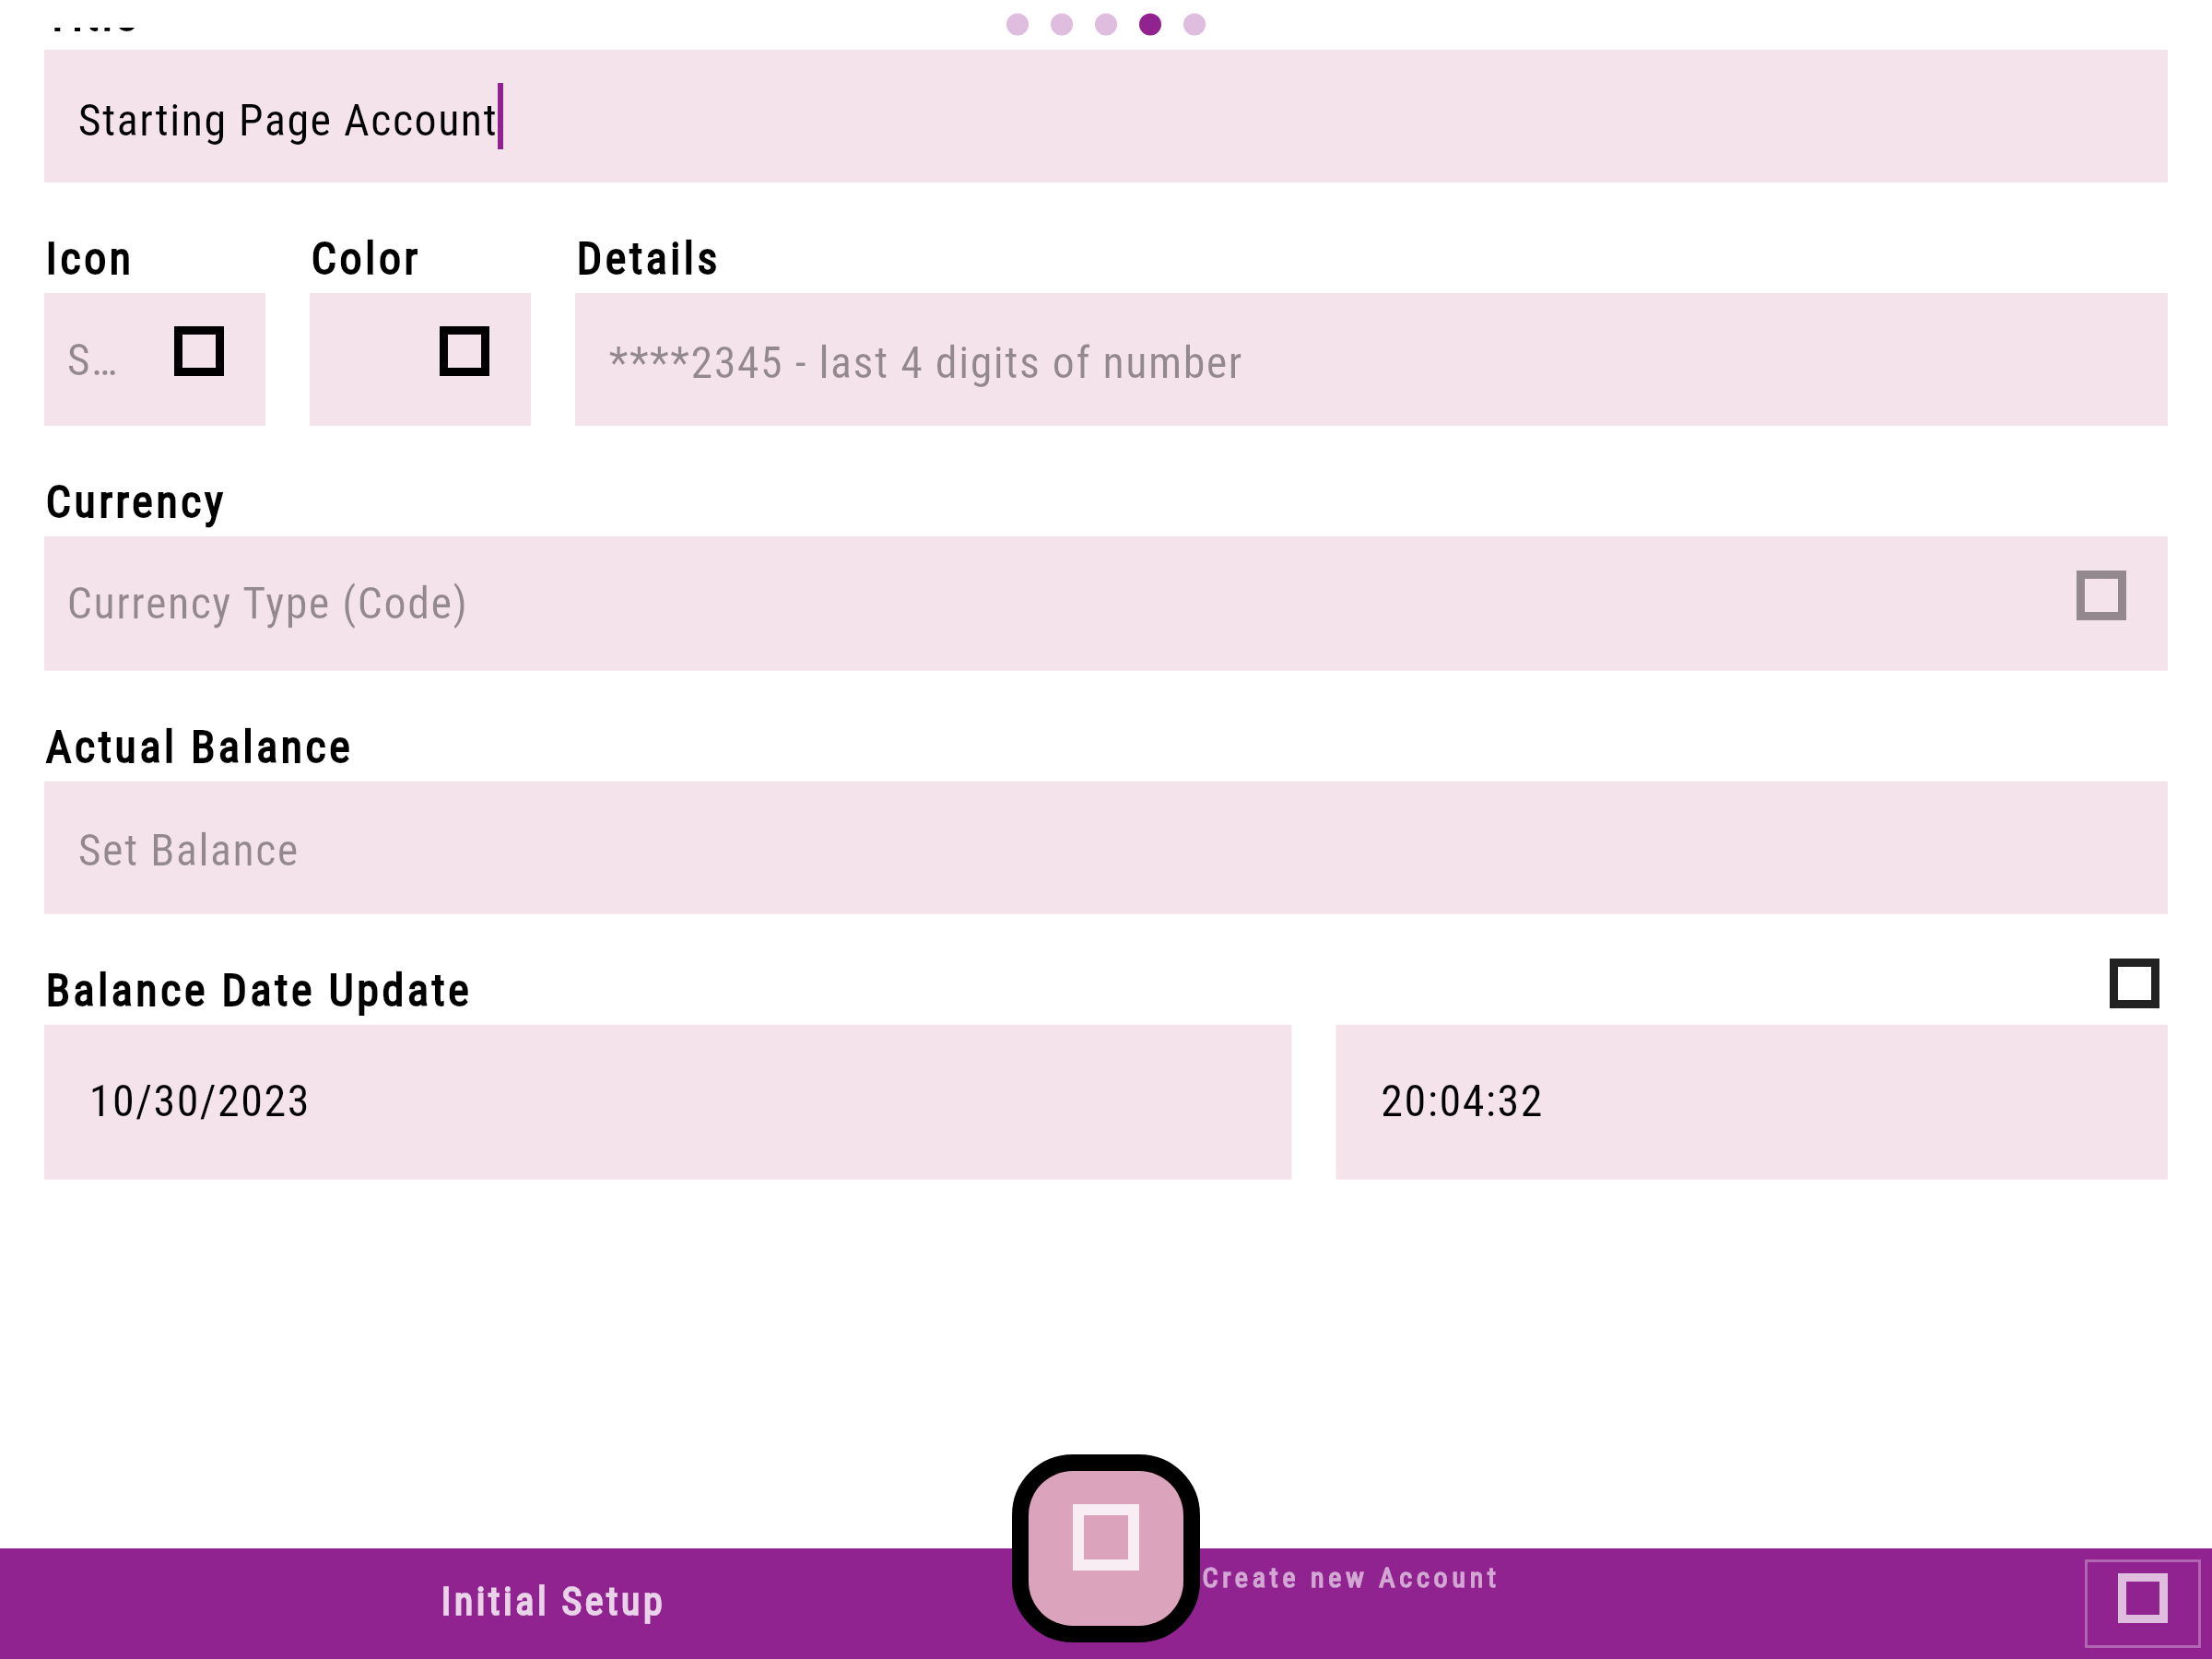 Starting Page Account
Icon Color Details
S… ****2345 - last 4 digits of number
Currency
Currency Type (Code)
Actual Balance
Set Balance
Balance Date Update
10/30/2023 20:04:32
Initial Setup
Create new Account